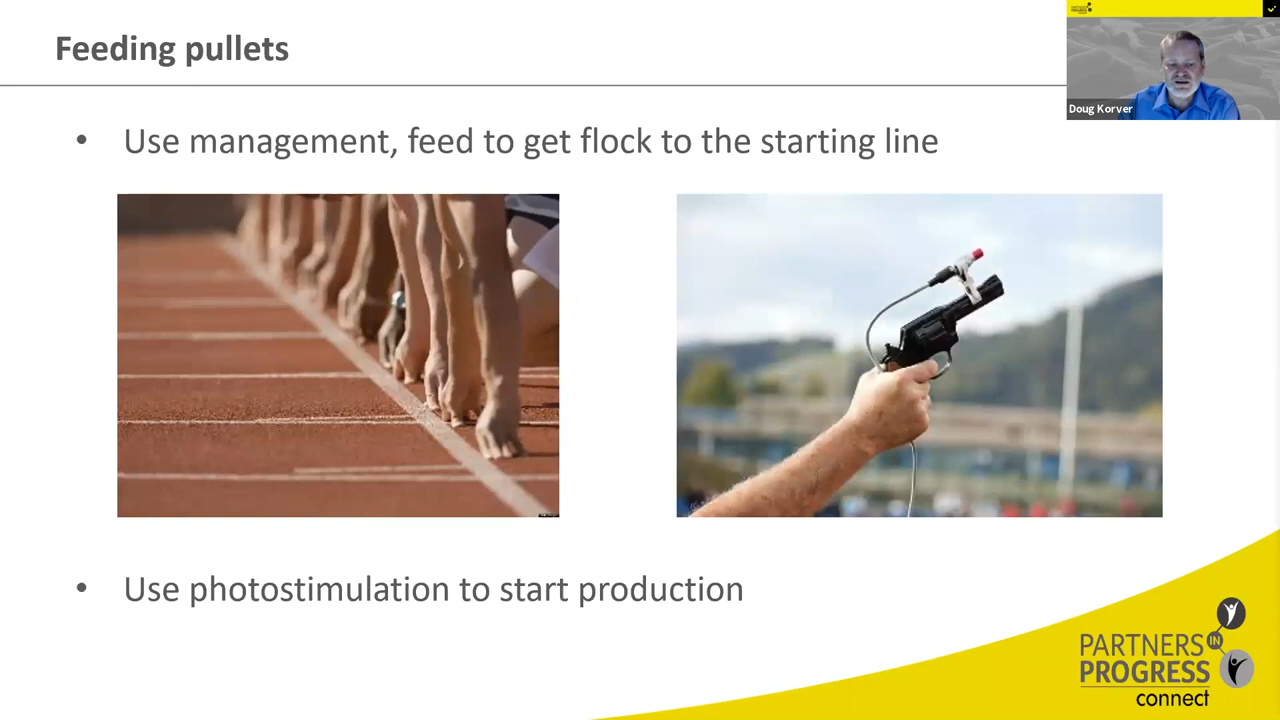 Feeding pullets
Doug Korver
• Use management, feed to get flock to the starting line
• Use photostimulation to start production
PARTNERS
IN
PROGRESS
connect